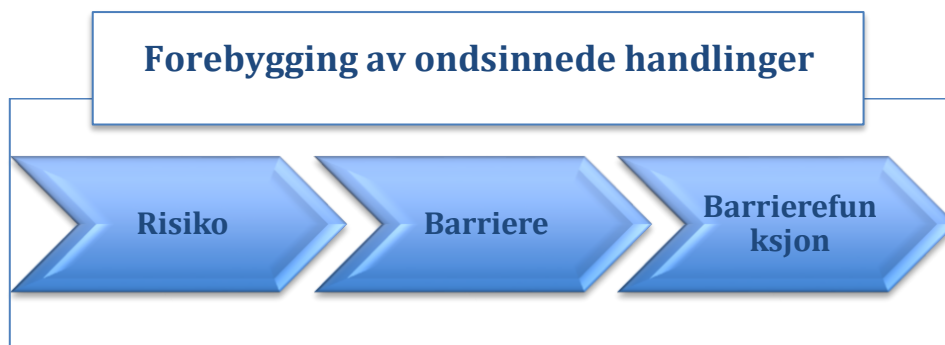 Forebygging av ondsinnede handlinger
Risiko
Barriere
Barrierefun
ksjon